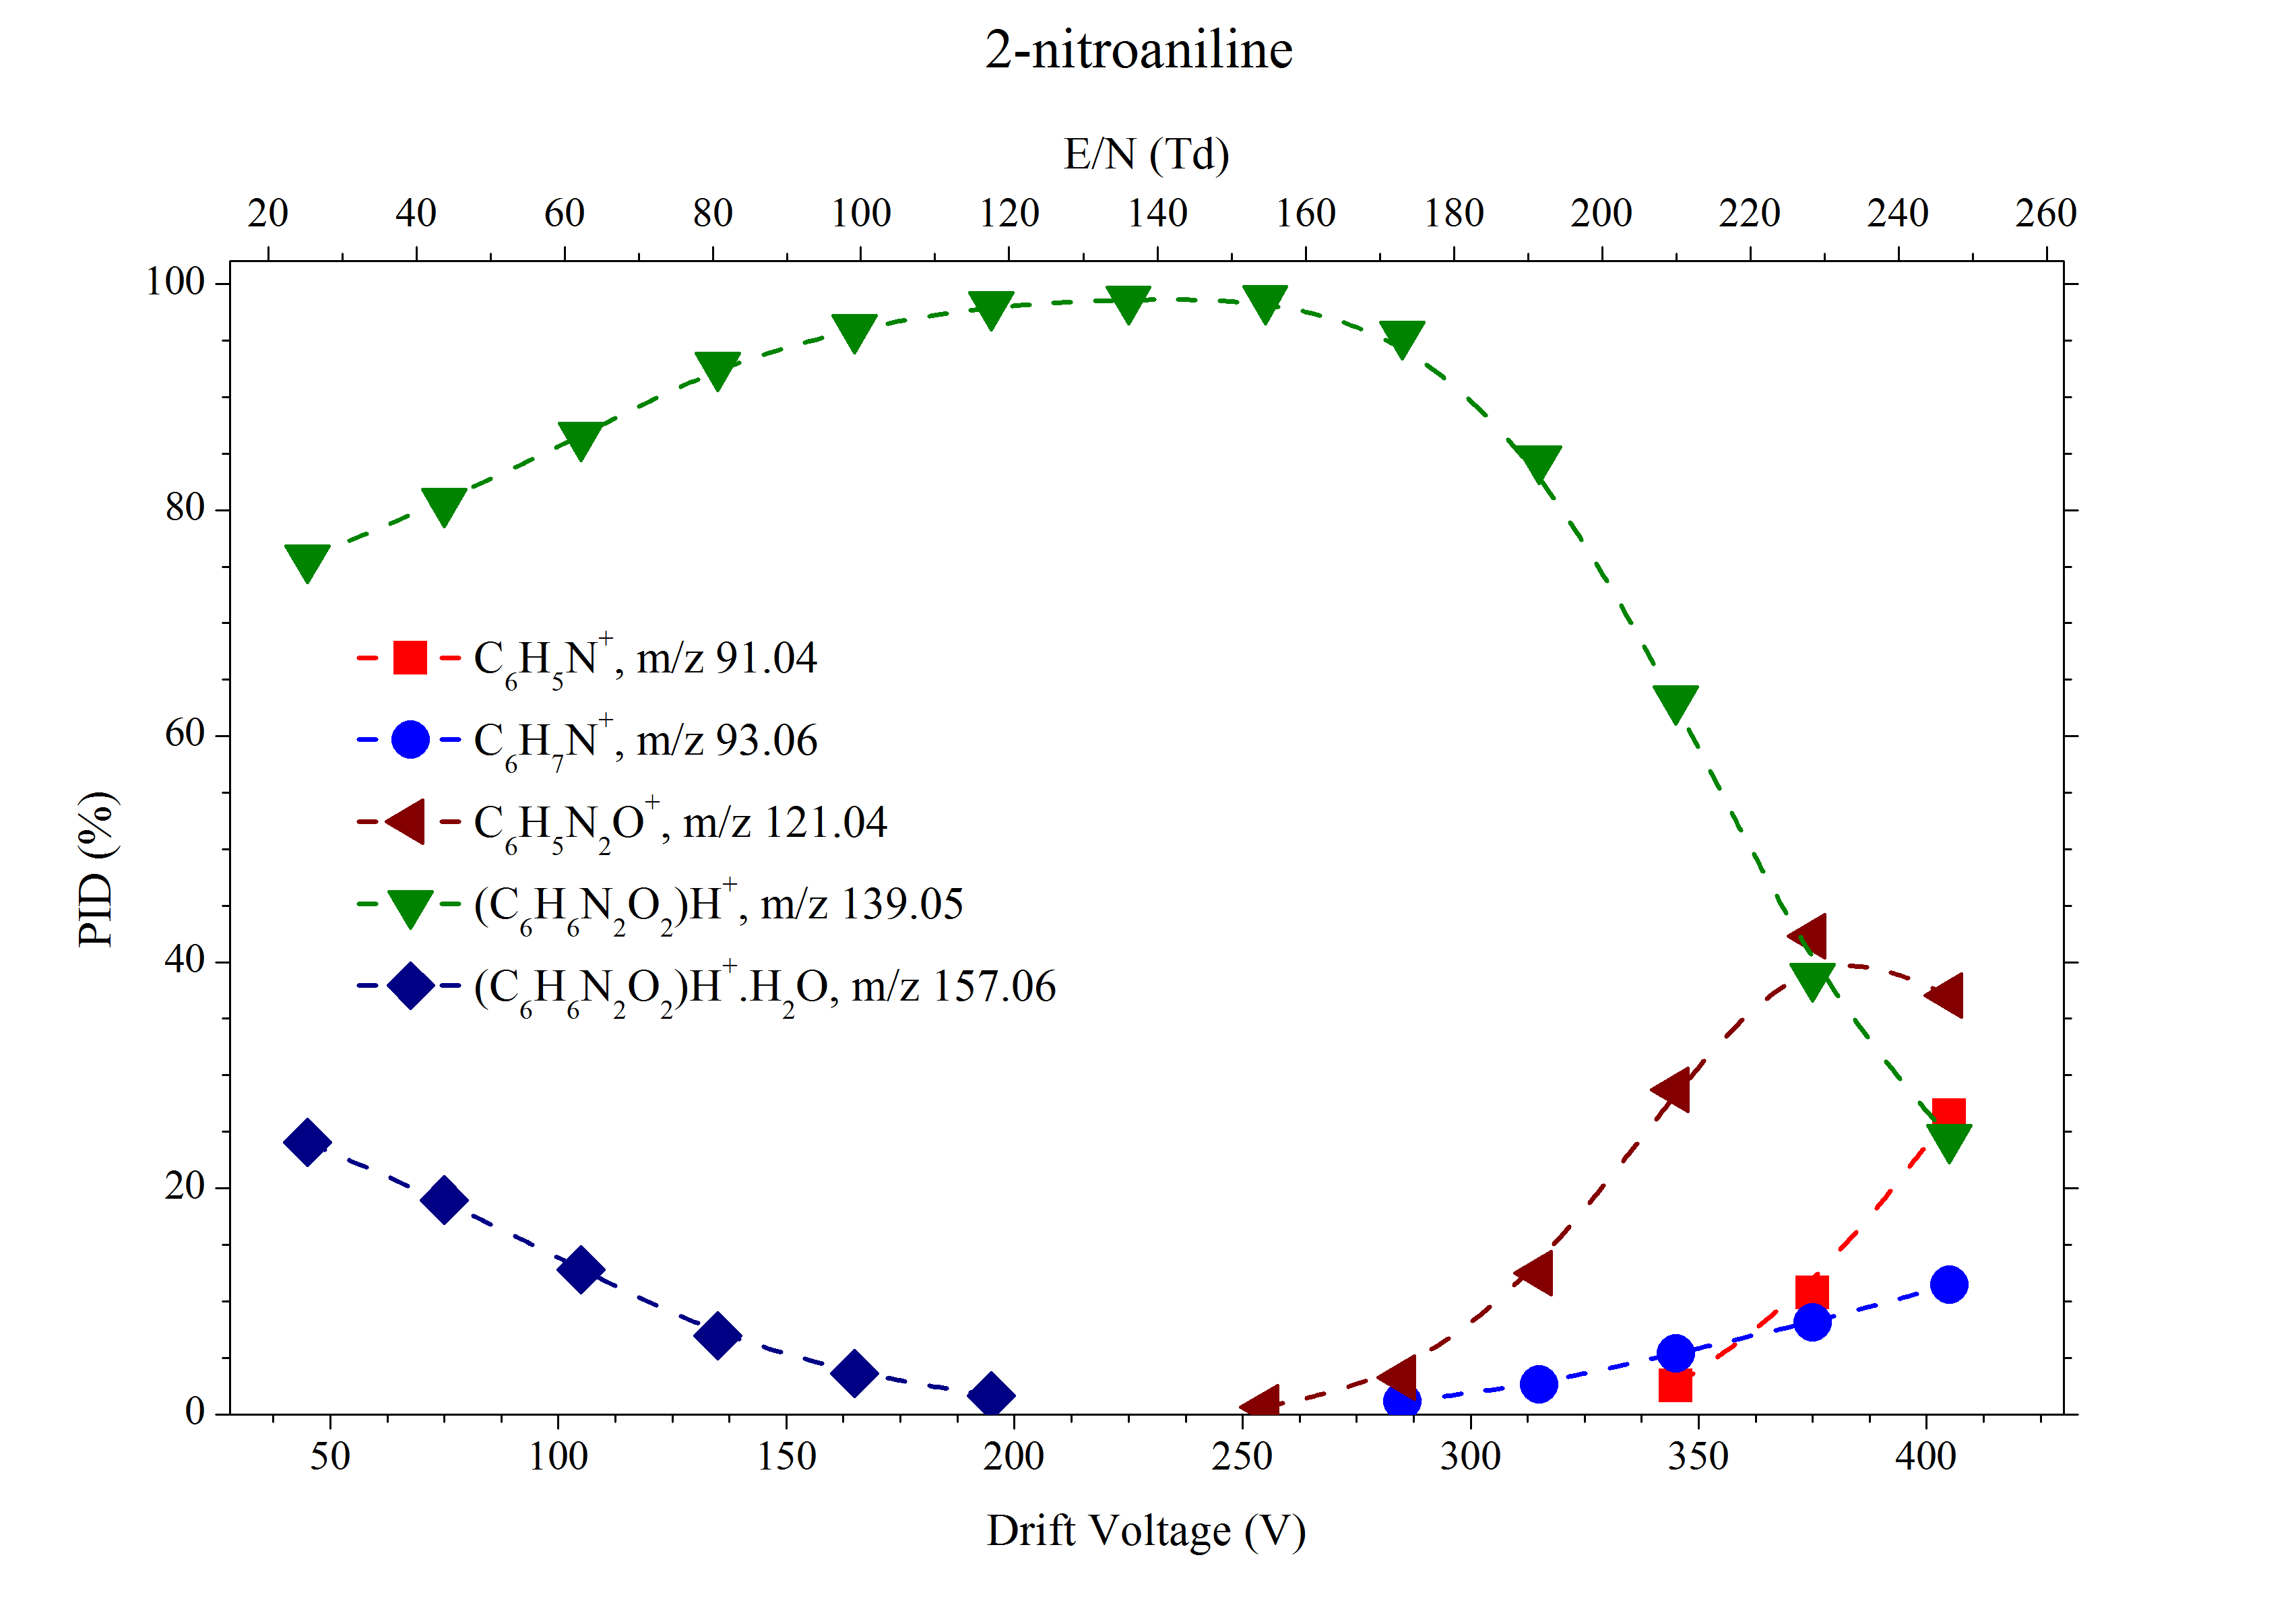 2-nitroaniline
E/N (Td)
20 40 60 80 100 120 140 160 180 200 220 240 260
100
80
60
40
20
0
PID (%)
C₆H₅N⁺, m/z 91.04
C₆H₇N⁺, m/z 93.06
C₆H₅N₂O⁺, m/z 121.04
(C₆H₆N₂O₂)H⁺, m/z 139.05
(C₆H₆N₂O₂)H⁺.H₂O, m/z 157.06
50 100 150 200 250 300 350 400
Drift Voltage (V)